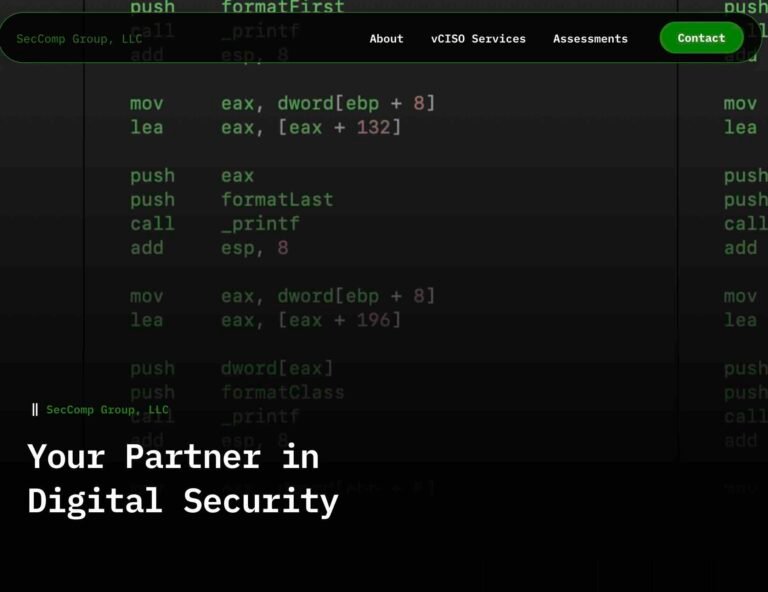 push formatFirst push
SecComp Group, LLC About vCISO Services Assessments Contact
call _printf
add esp, 8 add
mov eax, dword[ebp + 8] mov
lea eax, [eax + 132] lea
push eax push
push formatLast push
call _printf call
add esp, 8 add
mov eax, dword[ebp + 8] mov
lea eax, [eax + 196] lea
push dword[eax] push
push formatClass push
|| SecComp Group, LLC
call _printf call
add esp, 8 add
Your Partner in
Digital Security